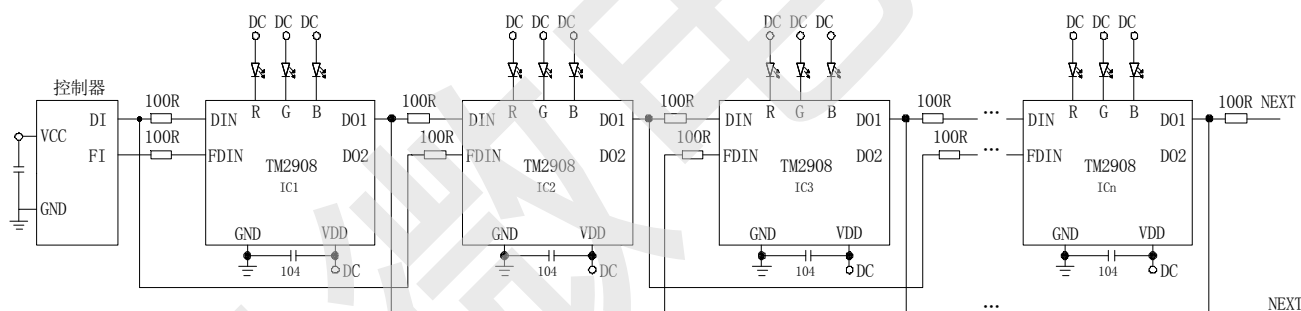 DC DC DC DC DC DC DC DC DC DC DC DC
控制器
100R 100R 100R 100R 100R NEXT
DI DIN R G B DO1 DIN R G B DO1 DIN R G B DO1 ... DIN R G B DO1
VCC 100R 100R 100R
FI FDIN DO2 FDIN DO2 FDIN DO2 ... FDIN DO2
TM2908 TM2908 TM2908 TM2908
IC1 IC2 IC3 ICn
GND
GND VDD GND VDD GND VDD GND VDD
104 DC 104 DC 104 DC 104 DC
... NEXT